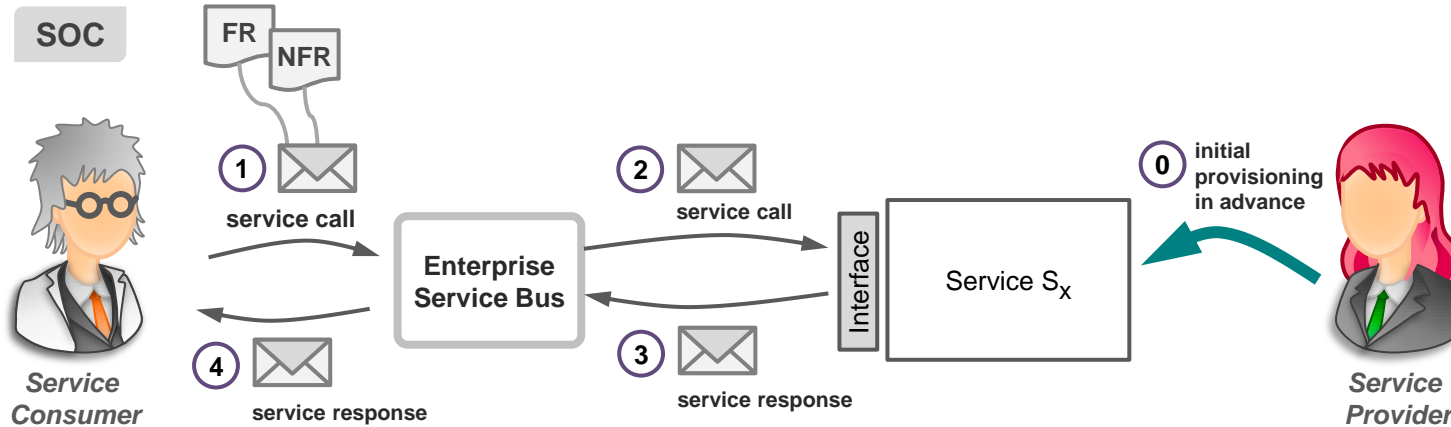 SOC
FR
NFR
1
service call
2
service call
0
initial
provisioning
in advance
Enterprise
Service Bus
Interface
Service Sx
4
service response
3
service response
Service
Consumer
Service
Provider